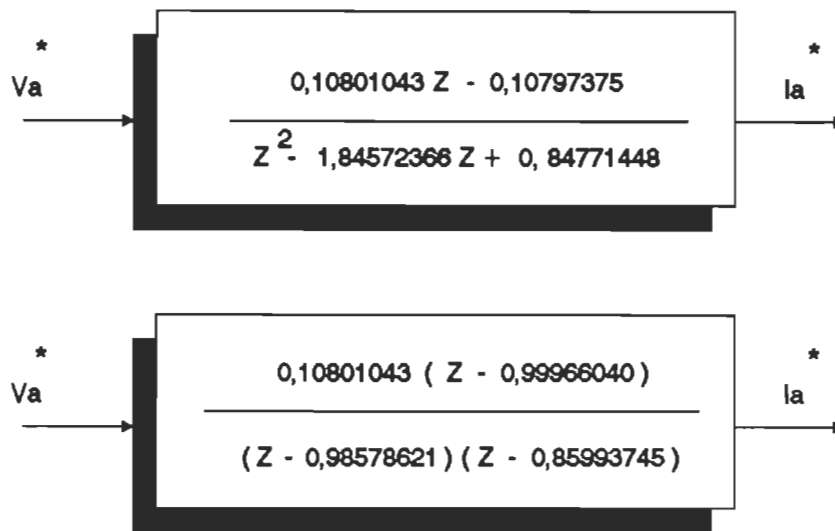 *
Va
0,10801043 Z - 0,10797375
Z² - 1,84572366 Z + 0, 84771448
*
Ia
*
Va
0,10801043 ( Z - 0,99966040 )
( Z - 0,98578621 ) ( Z - 0,85993745 )
*
Ia